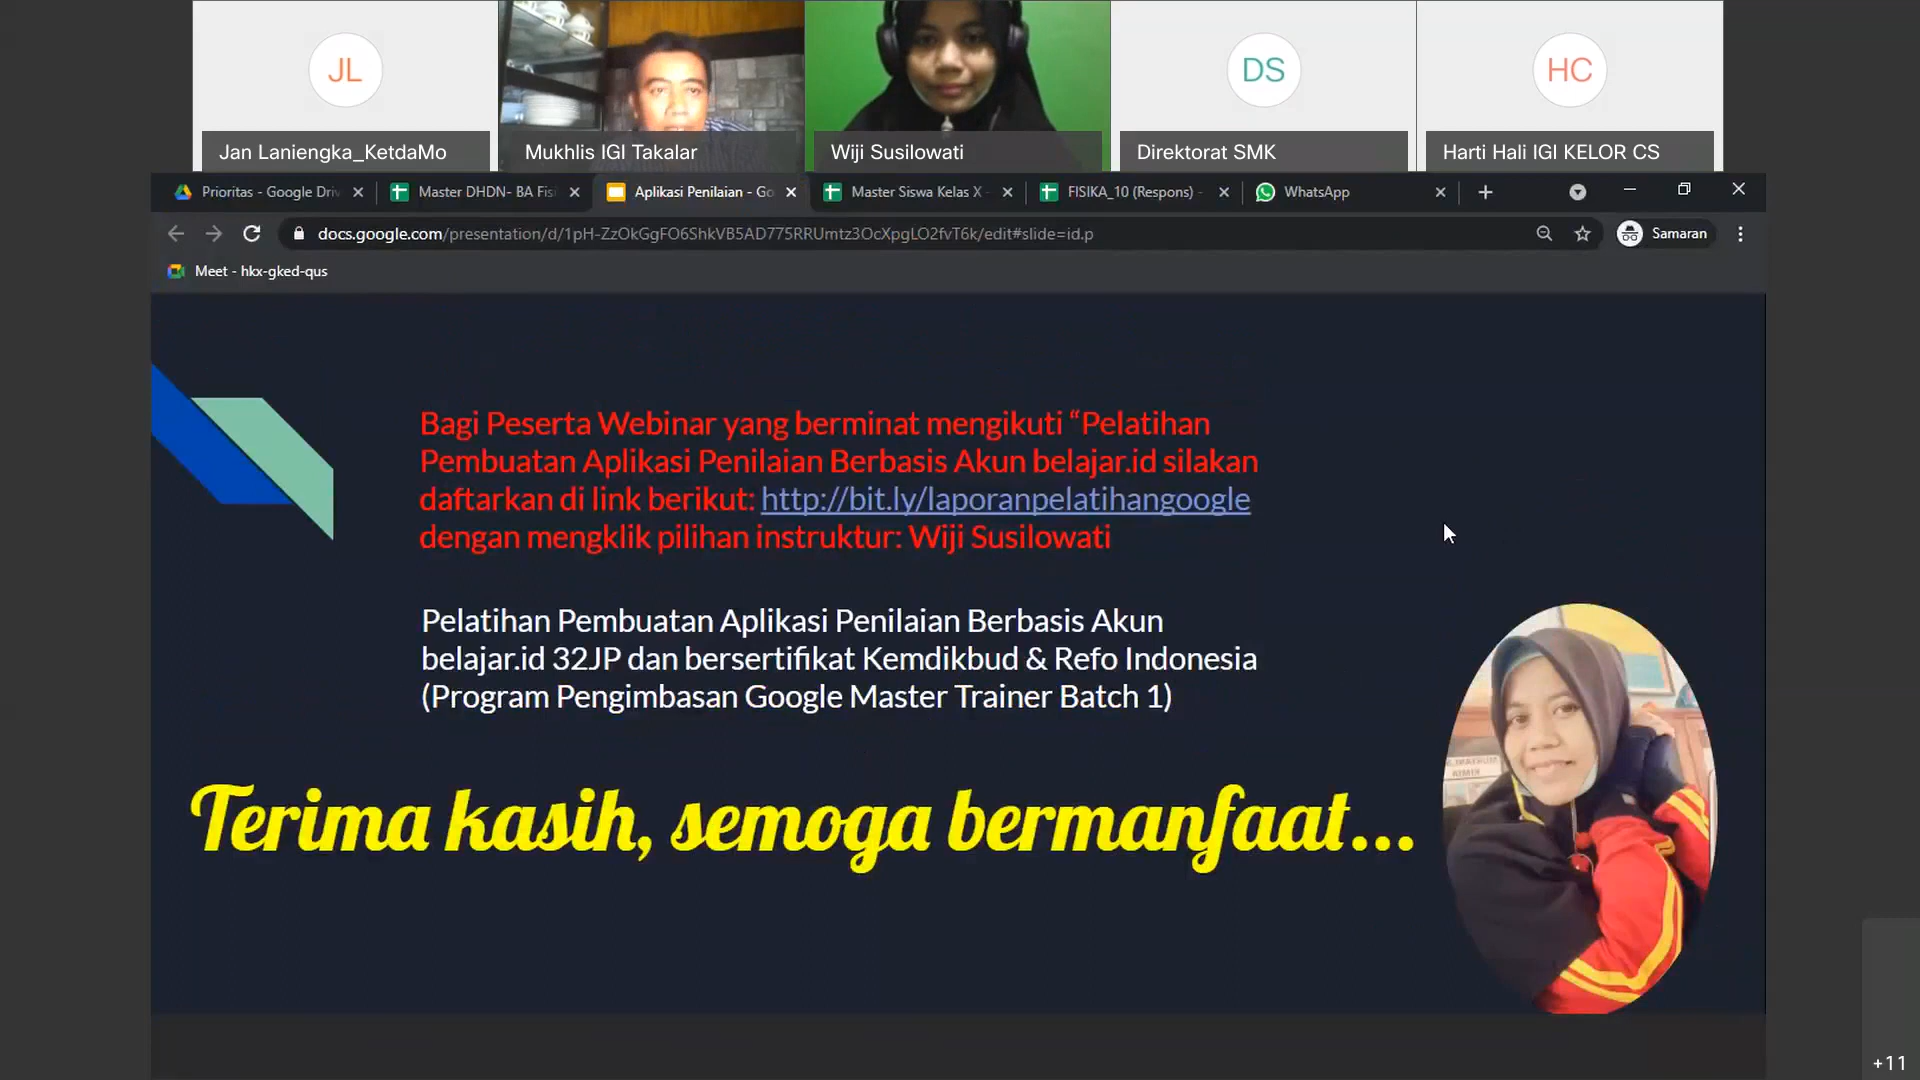 JL
DS
HC
Jan Laniengka_KetdaMo
Mukhlis IGI Takalar
Wiji Susilowati
Direktorat SMK
Harti Hali IGI KELOR CS
Prioritas - Google Driv
Master DHDN- BA Fisi
Aplikasi Penilaian - Go
Master Siswa Kelas X -
FISIKA_10 (Respons) -
WhatsApp
docs.google.com/presentation/d/1pH-ZzOkGgFO6ShkVB5AD775RRUmtz3OcXpgLO2fvT6k/edit#slide=id.p
Samaran
Meet - hkx-gked-qus
Bagi Peserta Webinar yang berminat mengikuti “Pelatihan
Pembuatan Aplikasi Penilaian Berbasis Akun belajar.id silakan
daftarkan di link berikut: http://bit.ly/laporanpelatihangoogle
dengan mengklik pilihan instruktur: Wiji Susilowati
Pelatihan Pembuatan Aplikasi Penilaian Berbasis Akun
belajar.id 32JP dan bersertifikat Kemdikbud & Refo Indonesia
(Program Pengimbasan Google Master Trainer Batch 1)
Terima kasih, semoga bermanfaat...
+11